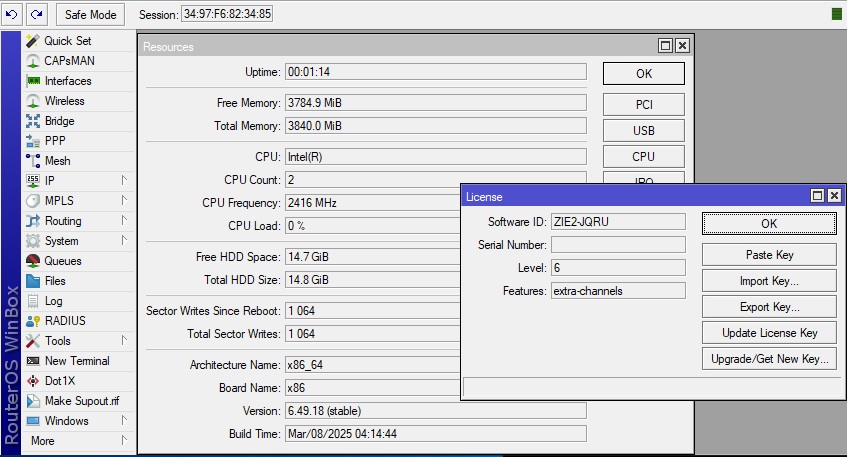 Safe Mode Session: 34:97:F6:82:34:85
Quick Set
CAPsMAN
Interfaces
Wireless
Bridge
PPP
Mesh
IP
MPLS
Routing
System
Queues
Files
Log
RADIUS
Tools
New Terminal
Dot1X
Make Supout.rif
Windows
More
RouterOS WinBox
Resources
Uptime: 00:01:14
Free Memory: 3784.9 MiB
Total Memory: 3840.0 MiB
CPU: Intel(R)
CPU Count: 2
CPU Frequency: 2416 MHz
CPU Load: 0 %
Free HDD Space: 14.7 GiB
Total HDD Size: 14.8 GiB
Sector Writes Since Reboot: 1 064
Total Sector Writes: 1 064
Architecture Name: x86_64
Board Name: x86
Version: 6.49.18 (stable)
Build Time: Mar/08/2025 04:14:44
OK
PCI
USB
CPU
IRQ
License
Software ID: ZIE2-JQRU
Serial Number:
Level: 6
Features: extra-channels
OK
Paste Key
Import Key...
Export Key...
Update License Key
Upgrade/Get New Key...